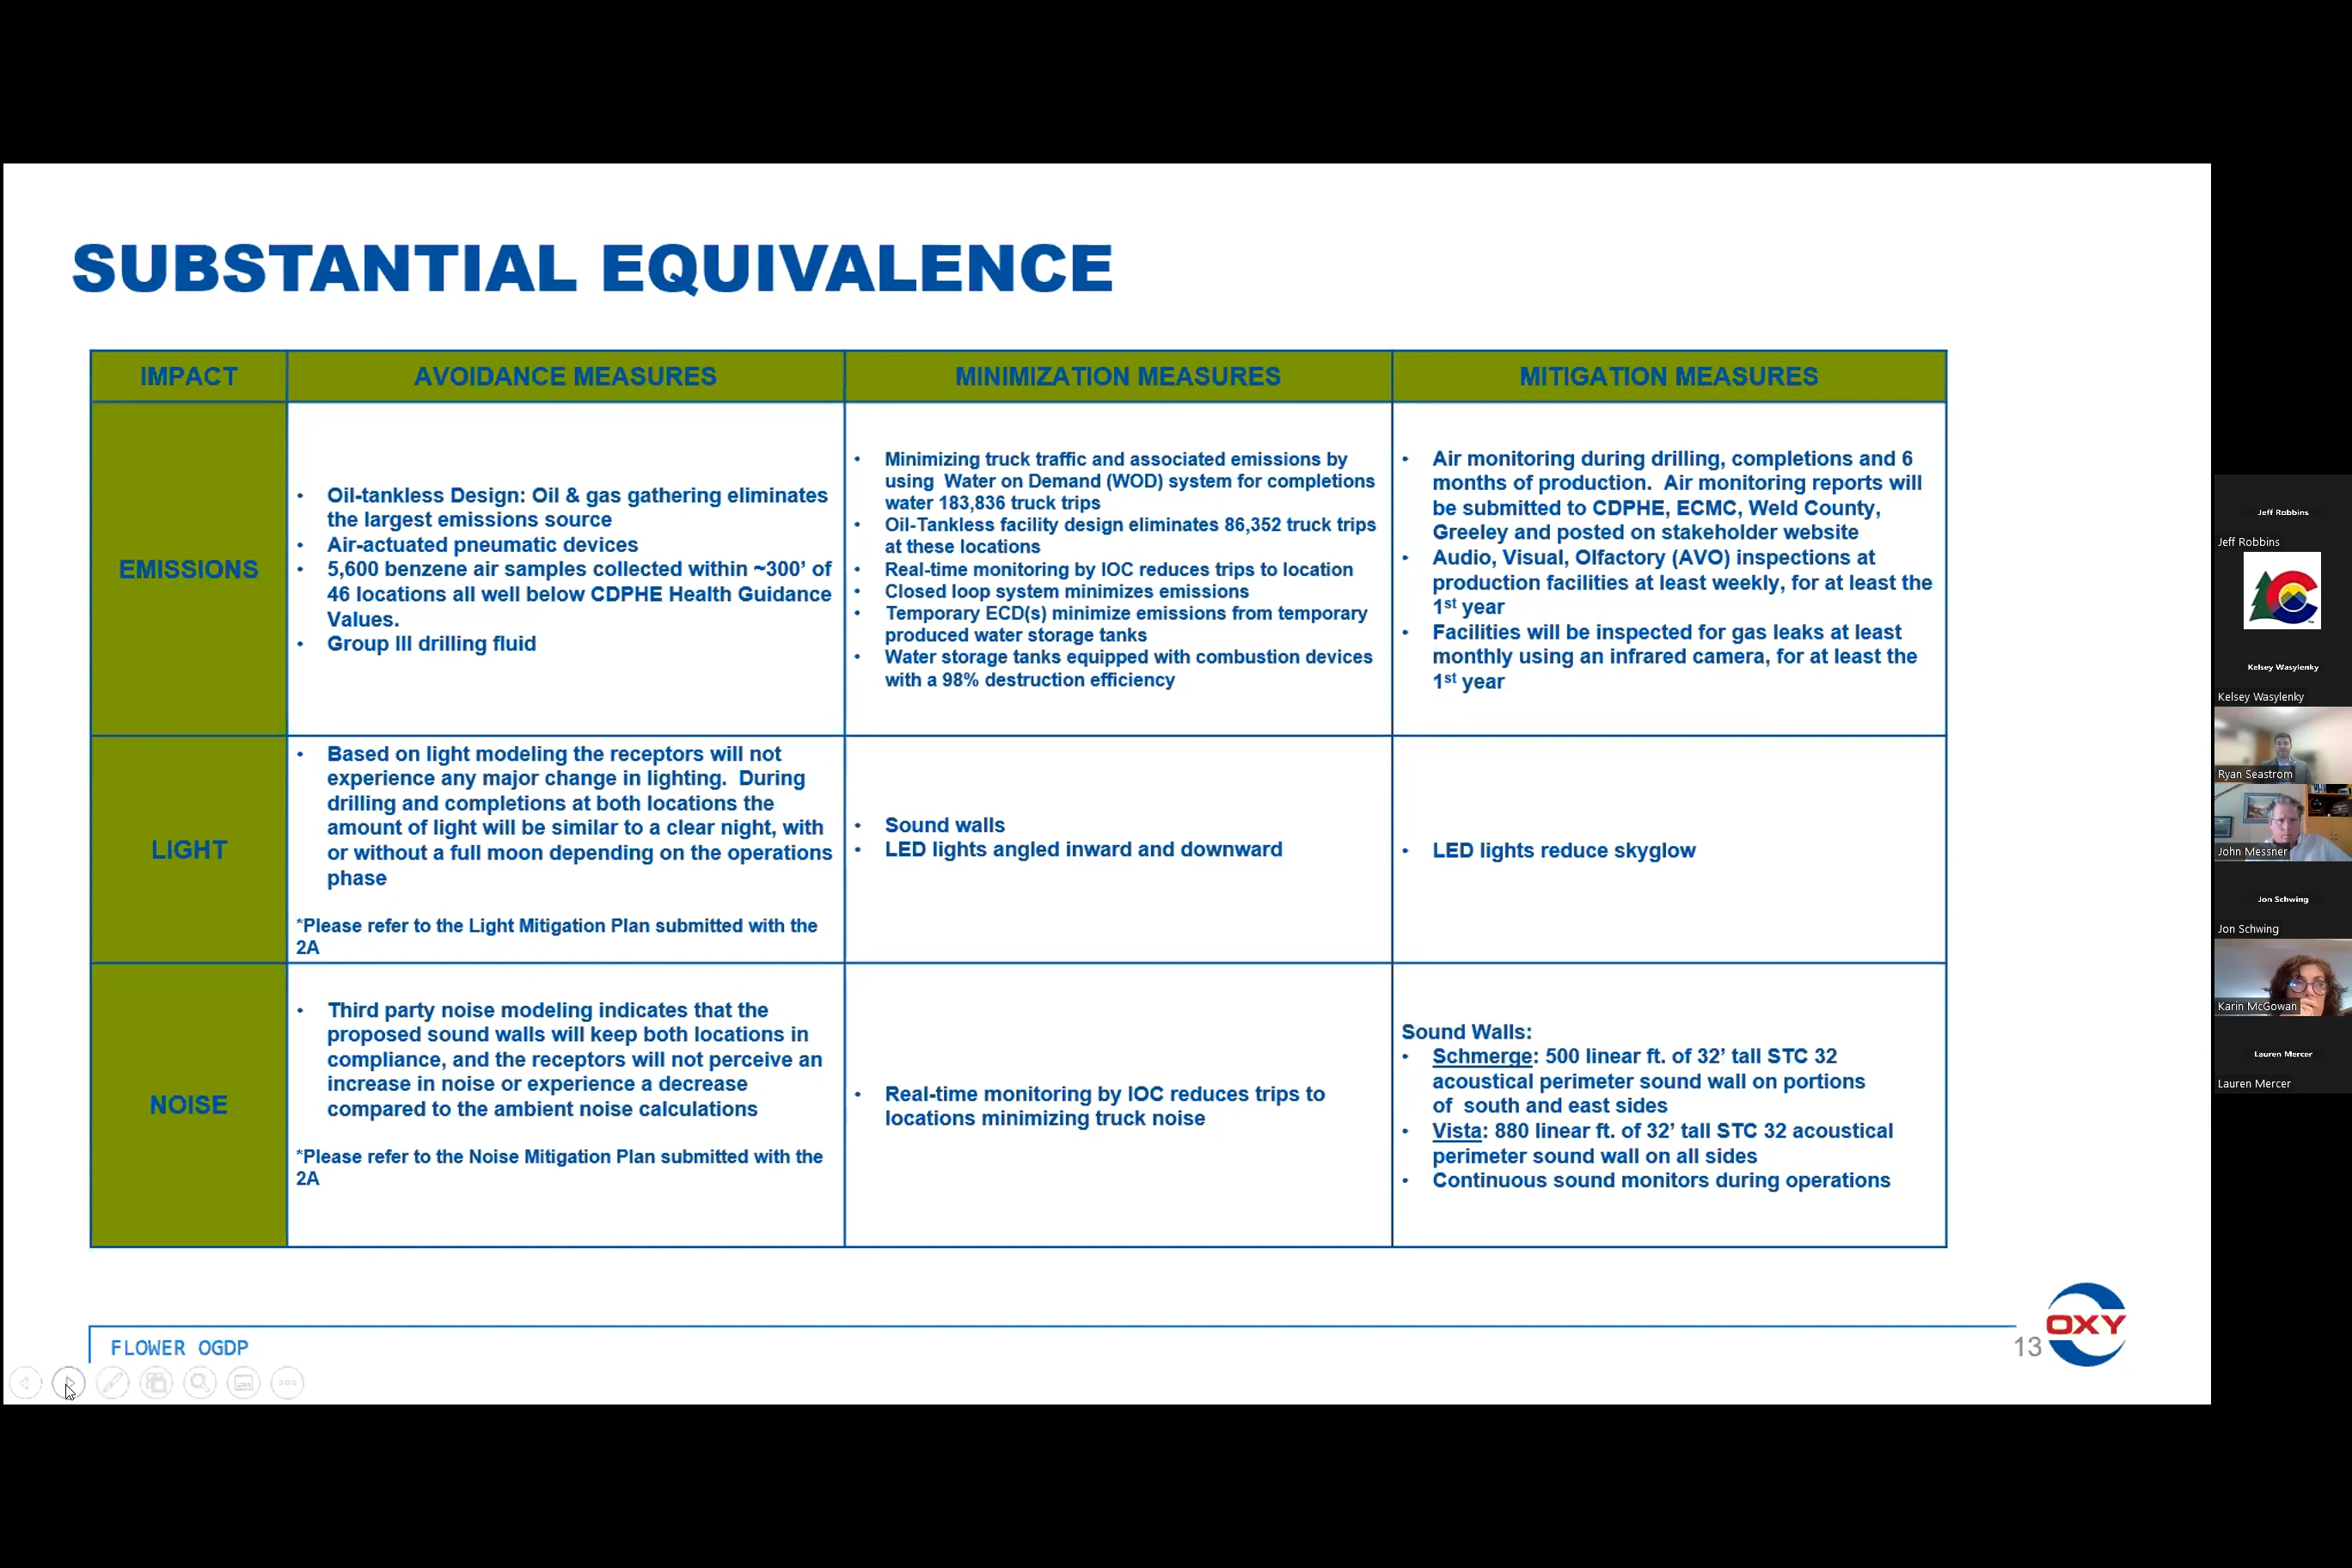 SUBSTANTIAL EQUIVALENCE
IMPACT
AVOIDANCE MEASURES
MINIMIZATION MEASURES
MITIGATION MEASURES
EMISSIONS
• Oil-tankless Design: Oil & gas gathering eliminates
the largest emissions source
• Air-actuated pneumatic devices
• 5,600 benzene air samples collected within ~300’ of
46 locations all well below CDPHE Health Guidance
Values.
• Group III drilling fluid
• Minimizing truck traffic and associated emissions by
using Water on Demand (WOD) system for completions
water 183,836 truck trips
• Oil-Tankless facility design eliminates 86,352 truck trips
at these locations
• Real-time monitoring by IOC reduces trips to location
• Closed loop system minimizes emissions
• Temporary ECD(s) minimize emissions from temporary
produced water storage tanks
• Water storage tanks equipped with combustion devices
with a 98% destruction efficiency
• Air monitoring during drilling, completions and 6
months of production. Air monitoring reports will
be submitted to CDPHE, ECMC, Weld County,
Greeley and posted on stakeholder website
• Audio, Visual, Olfactory (AVO) inspections at
production facilities at least weekly, for at least the
1st year
• Facilities will be inspected for gas leaks at least
monthly using an infrared camera, for at least the
1st year
LIGHT
• Based on light modeling the receptors will not
experience any major change in lighting. During
drilling and completions at both locations the
amount of light will be similar to a clear night, with
or without a full moon depending on the operations
phase
*Please refer to the Light Mitigation Plan submitted with the
2A
• Sound walls
• LED lights angled inward and downward
• LED lights reduce skyglow
NOISE
• Third party noise modeling indicates that the
proposed sound walls will keep both locations in
compliance, and the receptors will not perceive an
increase in noise or experience a decrease
compared to the ambient noise calculations
*Please refer to the Noise Mitigation Plan submitted with the
2A
• Real-time monitoring by IOC reduces trips to
locations minimizing truck noise
Sound Walls:
• Schmerge: 500 linear ft. of 32’ tall STC 32
acoustical perimeter sound wall on portions
of south and east sides
• Vista: 880 linear ft. of 32’ tall STC 32 acoustical
perimeter sound wall on all sides
• Continuous sound monitors during operations
FLOWER OGDP
13
OXY
Jeff Robbins
Jeff Robbins
Kelsey Wasylenky
Kelsey Wasylenky
Ryan Seastrom
John Messner
Jon Schwing
Jon Schwing
Karin McGowan
Lauren Mercer
Lauren Mercer